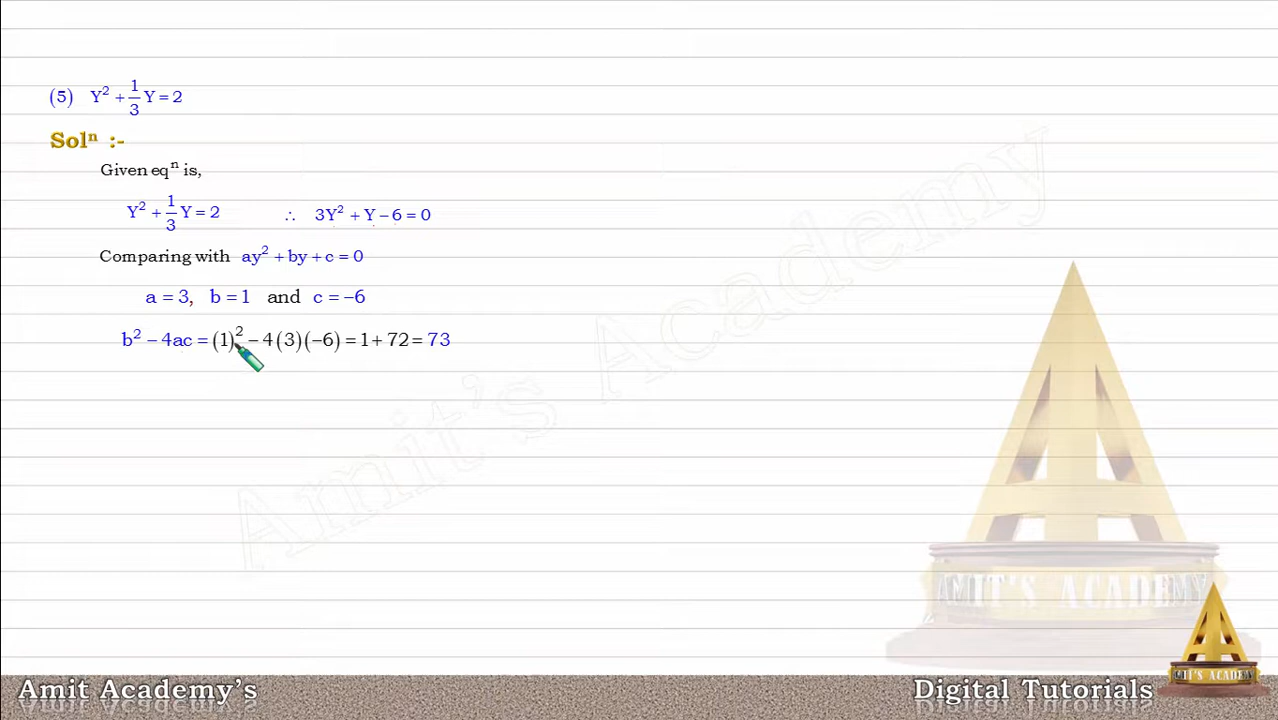 (5) Y² + 1/3 Y = 2
Solⁿ :-
Given eqⁿ is,
Y² + 1/3 Y = 2 ∴ 3Y² + Y − 6 = 0
Comparing with ay² + by + c = 0
a = 3, b = 1 and c = −6
b² − 4ac = (1)² − 4(3)(−6) = 1 + 72 = 73
Amit's Academy
AMIT'S ACADEMY
Amit Academy's
Digital Tutorials